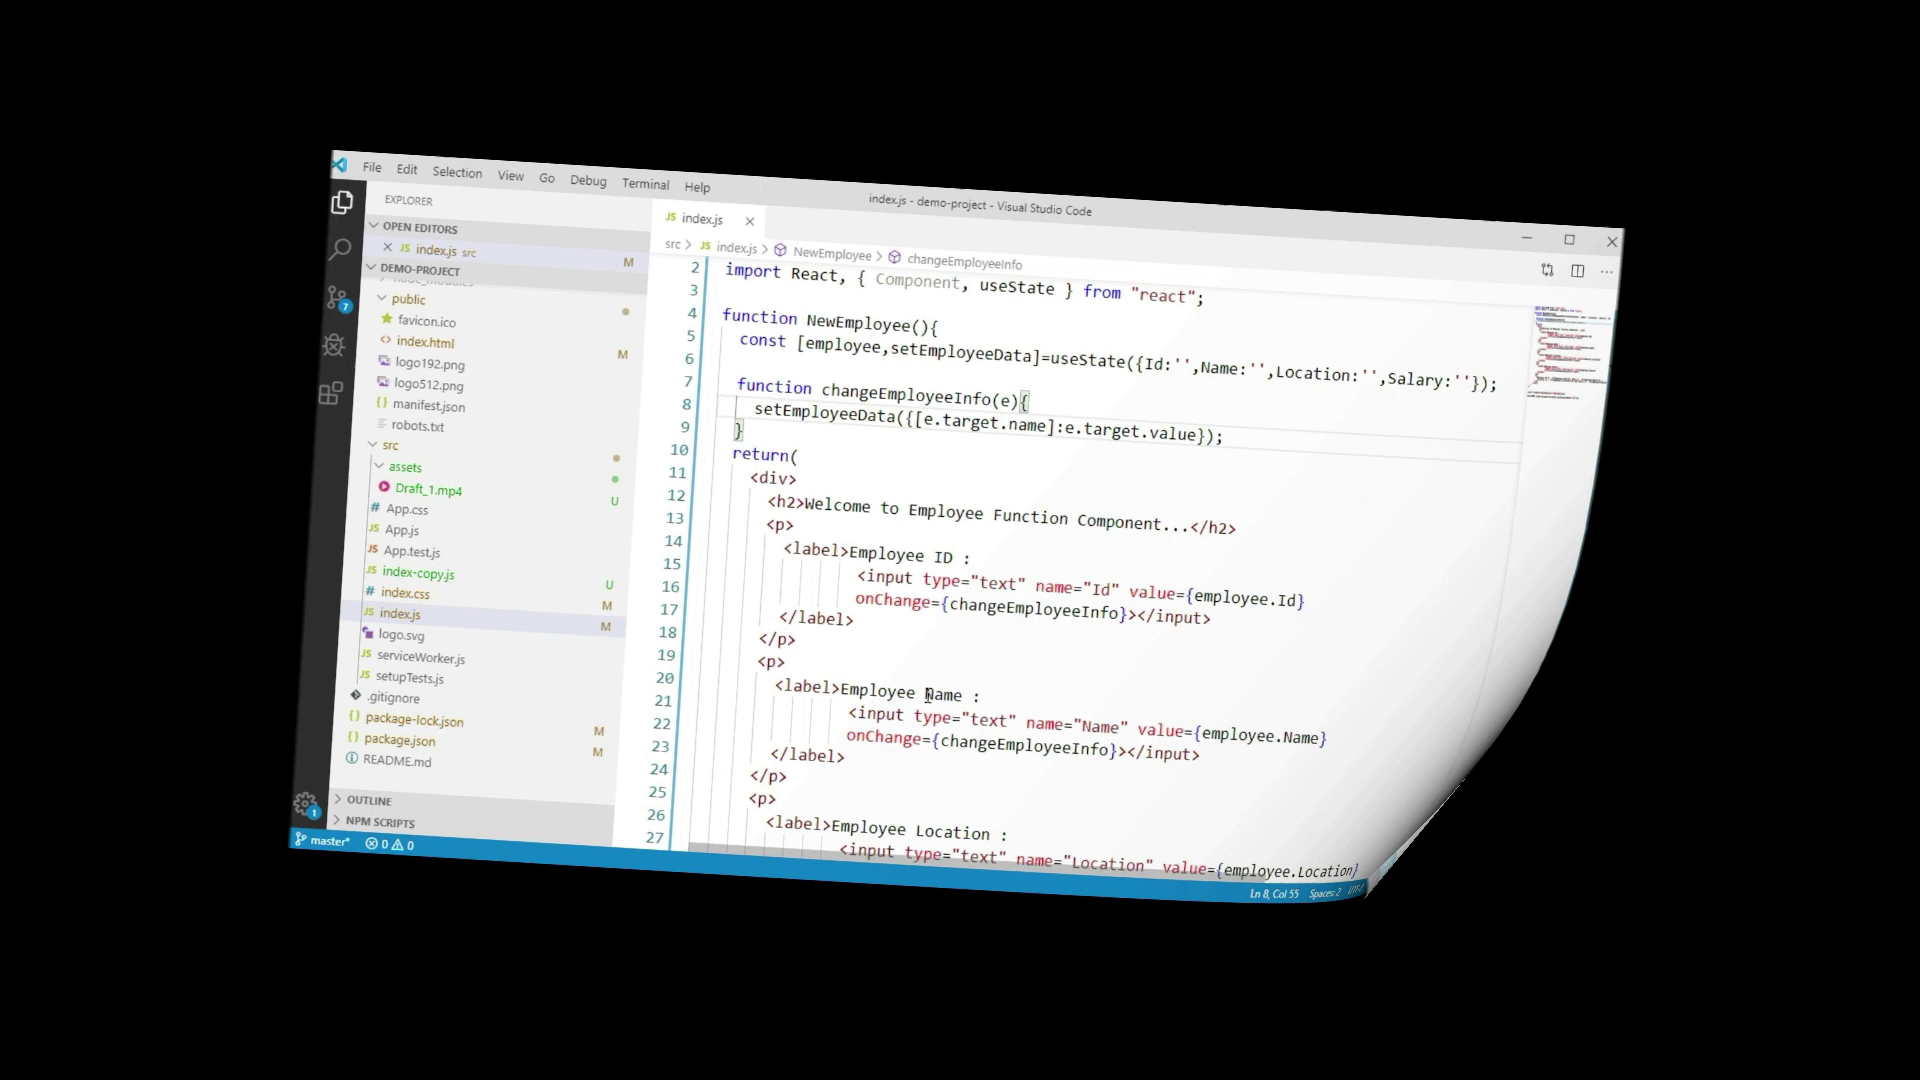 File Edit Selection View Go Debug Terminal Help
index.js - demo-project - Visual Studio Code
EXPLORER
OPEN EDITORS
index.js src M
DEMO-PROJECT
node_modules
public
favicon.ico
index.html M
logo192.png
logo512.png
manifest.json
robots.txt
src
assets
Draft_1.mp4 U
App.css
App.js
App.test.js
index-copy.js U
index.css M
index.js M
logo.svg
serviceWorker.js
setupTests.js
.gitignore
package-lock.json M
package.json M
README.md
OUTLINE
NPM SCRIPTS
7
1
JS index.js
src > JS index.js > NewEmployee > changeEmployeeInfo
2 import React, { Component, useState } from "react";
3
4 function NewEmployee(){
5 const [employee,setEmployeeData]=useState({Id:'',Name:'',Location:'',Salary:''});
6
7 function changeEmployeeInfo(e){
8 setEmployeeData({[e.target.name]:e.target.value});
9 }
10 return(
11 <div>
12 <h2>Welcome to Employee Function Component...</h2>
13 <p>
14 <label>Employee ID :
15 <input type="text" name="Id" value={employee.Id}
16 onChange={changeEmployeeInfo}></input>
17 </label>
18 </p>
19 <p>
20 <label>Employee Name :
21 <input type="text" name="Name" value={employee.Name}
22 onChange={changeEmployeeInfo}></input>
23 </label>
24 </p>
25 <p>
26 <label>Employee Location :
27 <input type="text" name="Location" value={employee.Location}
master* 0 0
Ln 8, Col 55 Spaces: 2 UTF-8